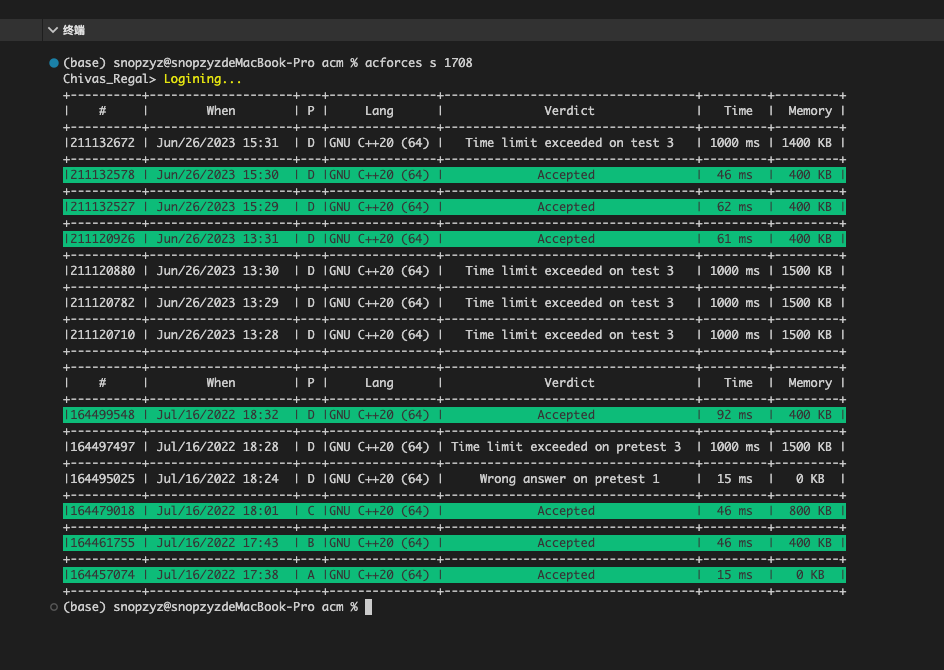 终端
(base) snopzyz@snopzyzdeMacBook-Pro acm % acforces s 1708
Chivas_Regal> Logining...
+---------+-----------------+---+-------------+-------------------------------+--------+--------+
| # | When | P | Lang | Verdict | Time | Memory |
+---------+-----------------+---+-------------+-------------------------------+--------+--------+
|211132672 | Jun/26/2023 15:31 | D |GNU C++20 (64) | Time limit exceeded on test 3 | 1000 ms | 1400 KB |
+---------+-----------------+---+-------------+-------------------------------+--------+--------+
|211132578 | Jun/26/2023 15:30 | D |GNU C++20 (64) | Accepted | 46 ms | 400 KB |
+---------+-----------------+---+-------------+-------------------------------+--------+--------+
|211132527 | Jun/26/2023 15:29 | D |GNU C++20 (64) | Accepted | 62 ms | 400 KB |
+---------+-----------------+---+-------------+-------------------------------+--------+--------+
|211120926 | Jun/26/2023 13:31 | D |GNU C++20 (64) | Accepted | 61 ms | 400 KB |
+---------+-----------------+---+-------------+-------------------------------+--------+--------+
|211120880 | Jun/26/2023 13:30 | D |GNU C++20 (64) | Time limit exceeded on test 3 | 1000 ms | 1500 KB |
+---------+-----------------+---+-------------+-------------------------------+--------+--------+
|211120782 | Jun/26/2023 13:29 | D |GNU C++20 (64) | Time limit exceeded on test 3 | 1000 ms | 1500 KB |
+---------+-----------------+---+-------------+-------------------------------+--------+--------+
|211120710 | Jun/26/2023 13:28 | D |GNU C++20 (64) | Time limit exceeded on test 3 | 1000 ms | 1500 KB |
+---------+-----------------+---+-------------+-------------------------------+--------+--------+
+---------+-----------------+---+-------------+-------------------------------+--------+--------+
| # | When | P | Lang | Verdict | Time | Memory |
+---------+-----------------+---+-------------+-------------------------------+--------+--------+
|164499548 | Jul/16/2022 18:32 | D |GNU C++20 (64) | Accepted | 92 ms | 400 KB |
+---------+-----------------+---+-------------+-------------------------------+--------+--------+
|164497497 | Jul/16/2022 18:28 | D |GNU C++20 (64) | Time limit exceeded on pretest 3 | 1000 ms | 1500 KB |
+---------+-----------------+---+-------------+-------------------------------+--------+--------+
|164495025 | Jul/16/2022 18:24 | D |GNU C++20 (64) | Wrong answer on pretest 1 | 15 ms | 0 KB |
+---------+-----------------+---+-------------+-------------------------------+--------+--------+
|164479018 | Jul/16/2022 18:01 | C |GNU C++20 (64) | Accepted | 46 ms | 800 KB |
+---------+-----------------+---+-------------+-------------------------------+--------+--------+
|164461755 | Jul/16/2022 17:43 | B |GNU C++20 (64) | Accepted | 46 ms | 400 KB |
+---------+-----------------+---+-------------+-------------------------------+--------+--------+
|164457074 | Jul/16/2022 17:38 | A |GNU C++20 (64) | Accepted | 15 ms | 0 KB |
+---------+-----------------+---+-------------+-------------------------------+--------+--------+
(base) snopzyz@snopzyzdeMacBook-Pro acm %